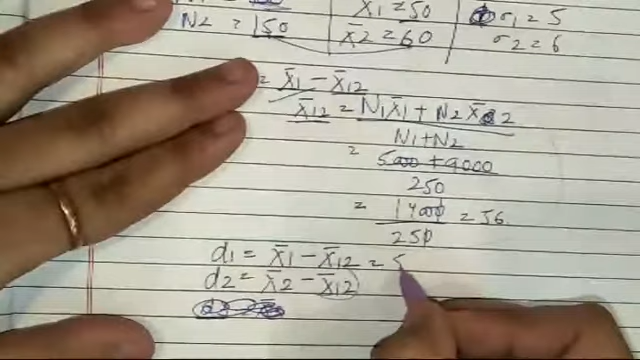 N2 = 150
x̄1 = 50
x̄2 = 60
σ1 = 5
σ2 = 6
= x̄1 - x̄12
x̄12 = N1x̄1 + N2x̄2
N1+N2
= 5000 + 9000
250
= 14000 = 56
250
d1 = x̄1 - x̄12 = 5
d2 = x̄2 - x̄12